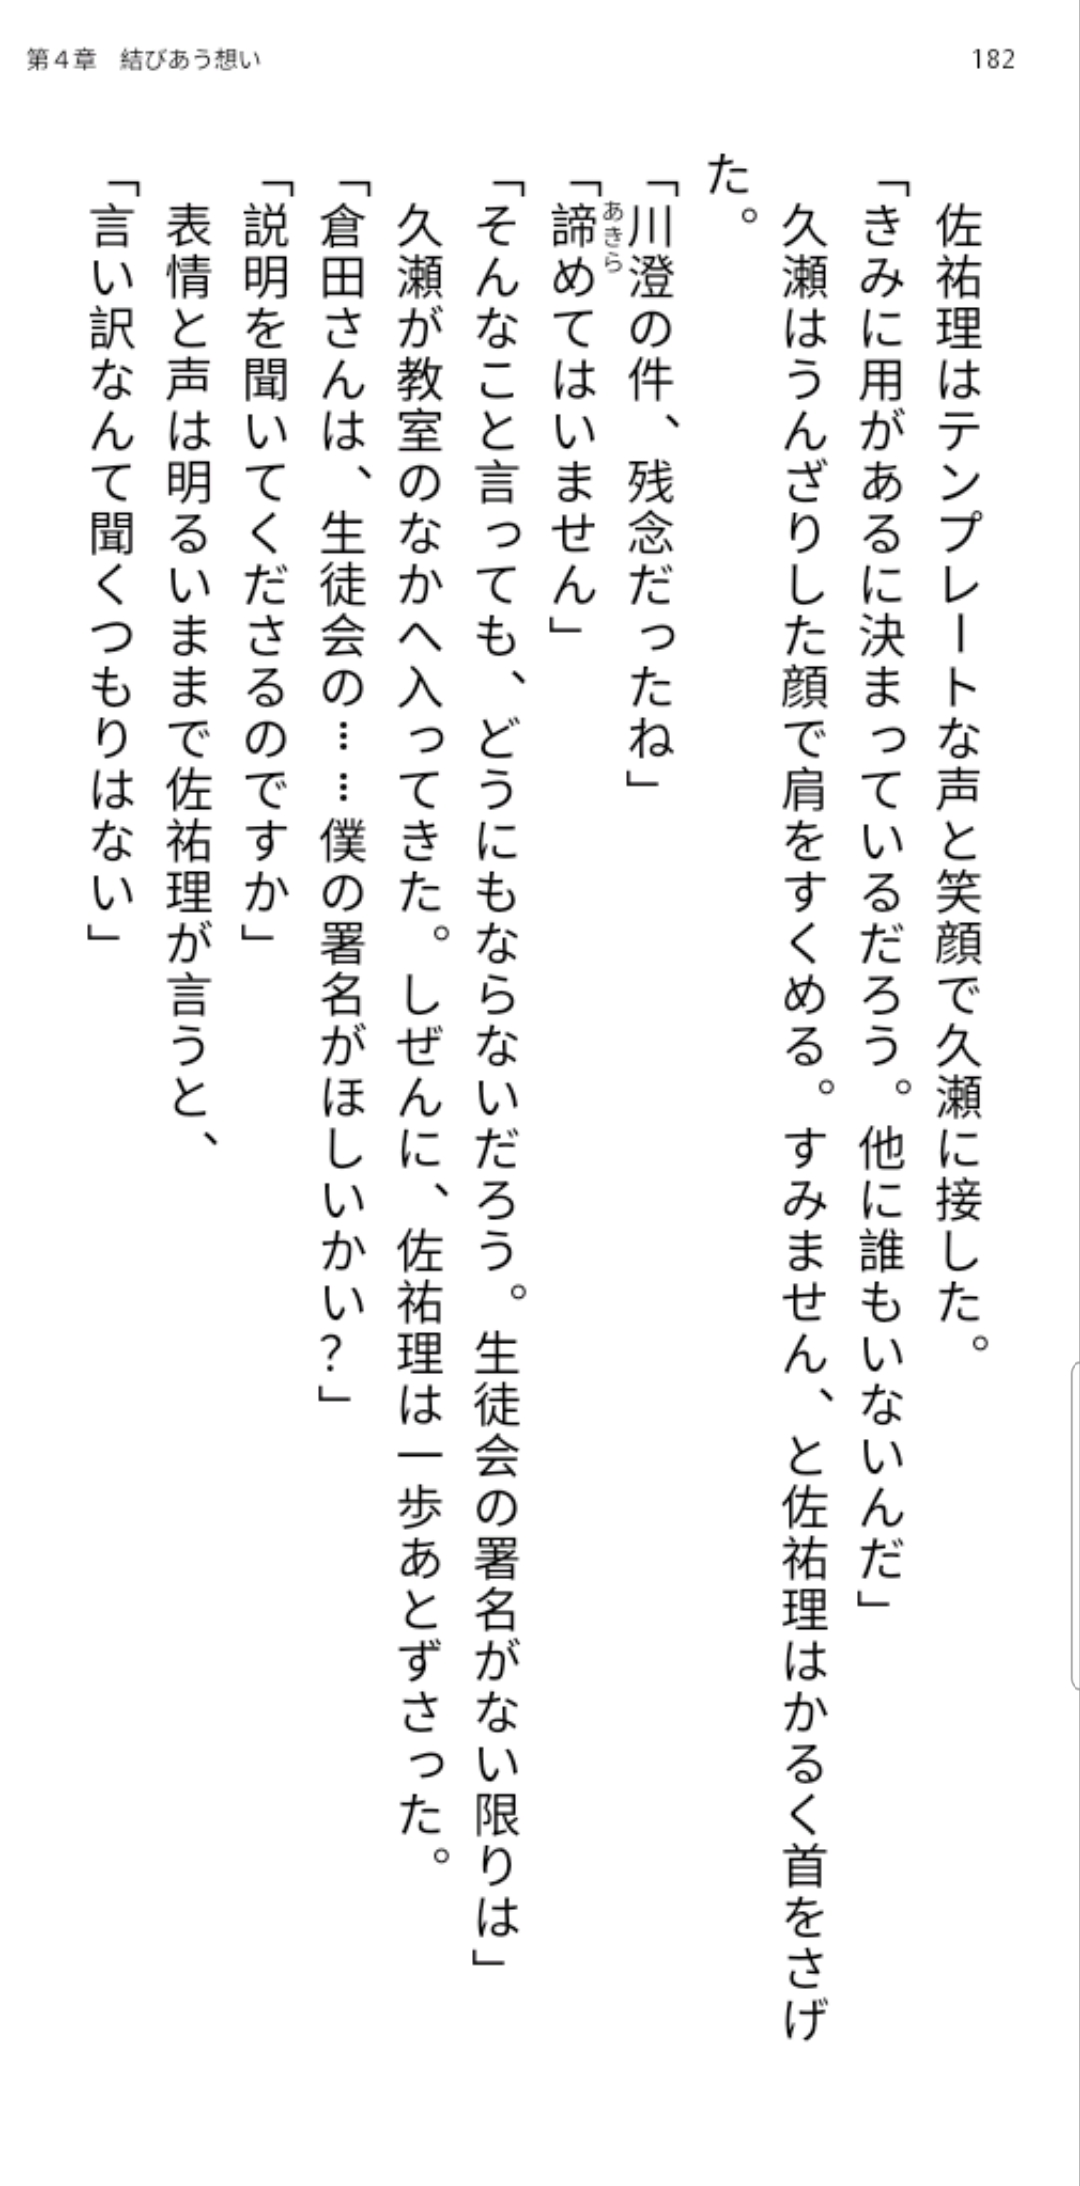 第４章　結びあう想い
182
　佐祐理はテンプレートな声と笑顔で久瀬に接した。
「きみに用があるに決まっているだろう。他に誰もいないんだ」
　久瀬はうんざりした顔で肩をすくめる。すみません、と佐祐理はかるく首をさげ
た。
「川澄の件、残念だったね」
あきら
「諦めてはいません」
「そんなこと言っても、どうにもならないだろう。生徒会の署名がない限りは」
　久瀬が教室のなかへ入ってきた。しぜんに、佐祐理は一歩あとずさった。
「倉田さんは、生徒会の……僕の署名がほしいかい？」
「説明を聞いてくださるのですか」
　表情と声は明るいままで佐祐理が言うと、
「言い訳なんて聞くつもりはない」